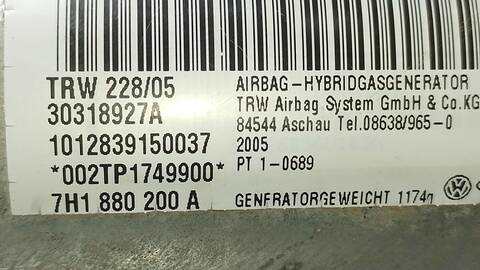 TRW 228/05
30318927A
1012839150037
*002TP1749900*
7H1 880 200 A
AIRBAG-HYBRIDGASGENERATOR
TRW Airbag System GmbH & Co.KG
84544 Aschau Tel.08638/965-0
2005
PT 1-0689
GENFRATORGEWICHT 1174g